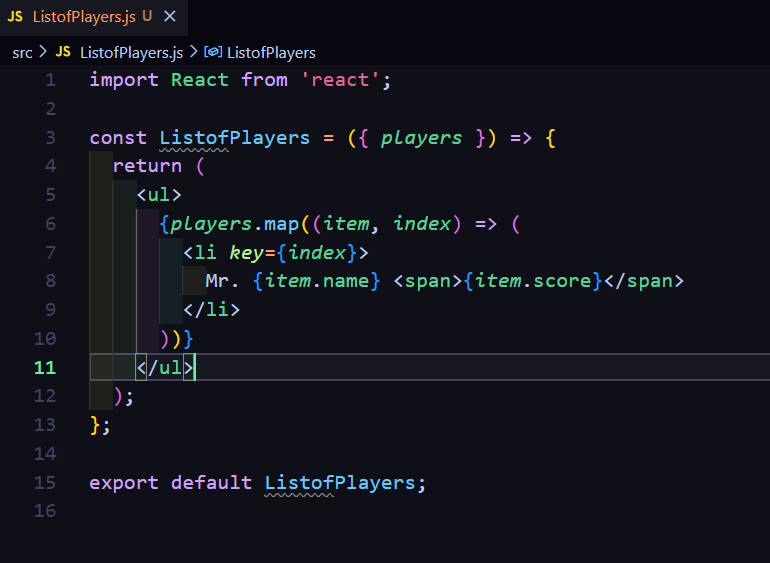 JS ListofPlayers.js U ×
src > JS ListofPlayers.js > ListofPlayers
1 import React from 'react';
2
3 const ListofPlayers = ({ players }) => {
4   return (
5     <ul>
6       {players.map((item, index) => (
7         <li key={index}>
8           Mr. {item.name} <span>{item.score}</span>
9         </li>
10       ))}
11     </ul>
12   );
13 };
14
15 export default ListofPlayers;
16